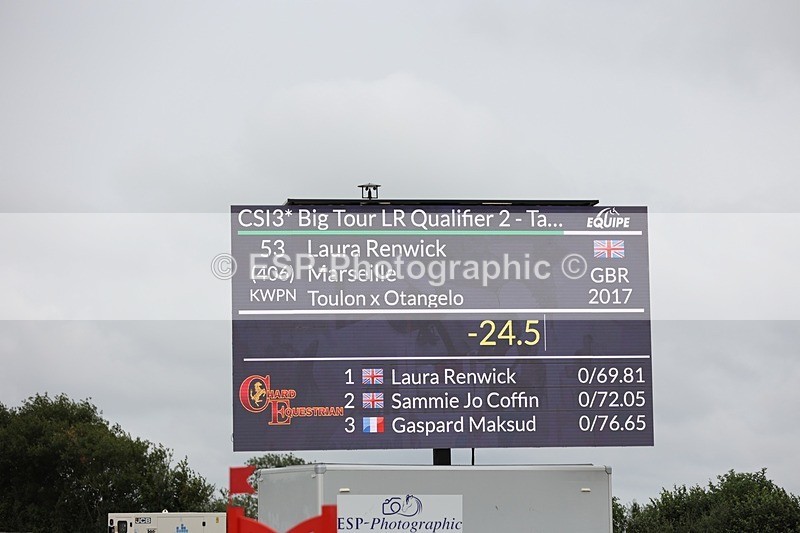 CSI3* Big Tour LR Qualifier 2 - Ta...
EQUIPE
53 Laura Renwick
(406) Marseille GBR
KWPN Toulon x Otangelo 2017
© ESP-Photographic ©
-24.5
1 Laura Renwick 0/69.81
2 Sammie Jo Coffin 0/72.05
3 Gaspard Maksud 0/76.65
CHARD
EQUESTRIAN
JCB
ESP-Photographic